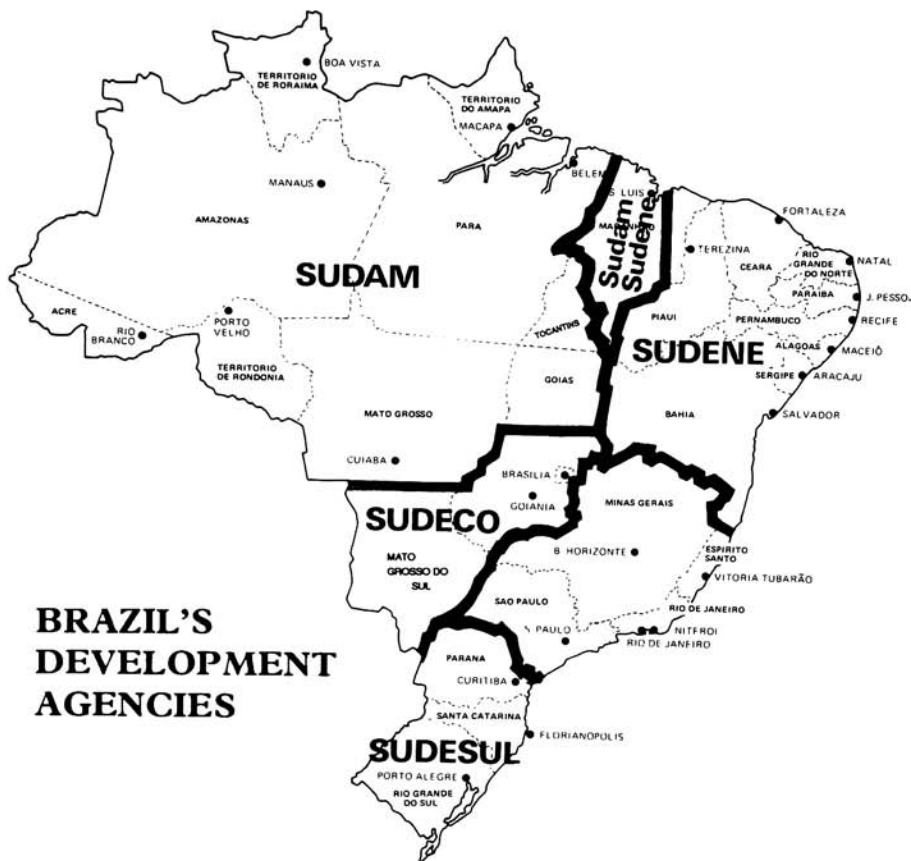 BOA VISTA
TERRITORIO
DE RORAIMA
TERRITORIO
DO AMAPA
MACAPA
BELEM
S LUIS
MANAUS
AMAZONAS
PARA
MARANHAO
Sudam
Sudene
FORTALEZA
TEREZINA
CEARA
RIO
GRANDE
DO NORTE
NATAL
SUDAM
PARAIBA
J. PESSOA
ACRE
PORTO
VELHO
RIO
BRANCO
TOCANTINS
PIAUI
PERNAMBUCO
RECIFE
SUDENE
ALAGOAS
MACEIÓ
TERRITORIO
DE RONDONIA
GOIAS
SERGIPE
ARACAJU
MATO GROSSO
BAHIA
SALVADOR
CUIABA
BRASILIA
GOIANIA
MINAS GERAIS
SUDECO
B HORIZONTE
ESPIRITO
SANTO
MATO
GROSSO DO
SUL
VITORIA TUBARÃO
SAO PAULO
RIO DE JANEIRO
PAULO
NITEROI
RIO DE JANEIRO
BRAZIL'S
DEVELOPMENT
AGENCIES
PARANA
CURITIBA
SANTA CATARINA
FLORIANOPOLIS
SUDESUL
PORTO ALEGRE
RIO GRANDE
DO SUL